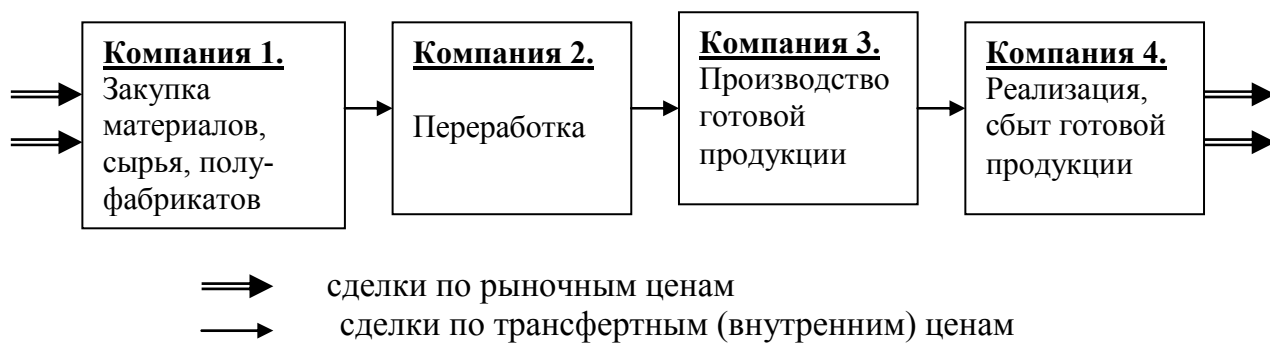 Компания 1.
Закупка
материалов,
сырья, полу-
фабрикатов
Компания 2.
Переработка
Компания 3.
Производство
готовой
продукции
Компания 4.
Реализация,
сбыт готовой
продукции
сделки по рыночным ценам
сделки по трансфертным (внутренним) ценам